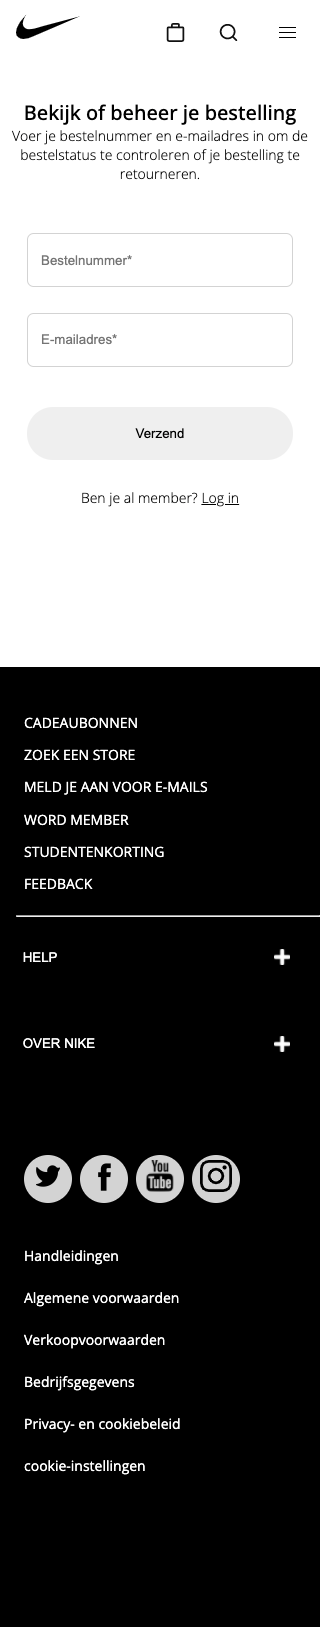 Bekijk of beheer je bestelling
Voer je bestelnummer en e-mailadres in om de
bestelstatus te controleren of je bestelling te
retourneren.
Bestelnummer*
E-mailadres*
Verzend
Ben je al member? Log in
CADEAUBONNEN
ZOEK EEN STORE
MELD JE AAN VOOR E-MAILS
WORD MEMBER
STUDENTENKORTING
FEEDBACK
HELP
OVER NIKE
You
Tube
Handleidingen
Algemene voorwaarden
Verkoopvoorwaarden
Bedrijfsgegevens
Privacy- en cookiebeleid
cookie-instellingen